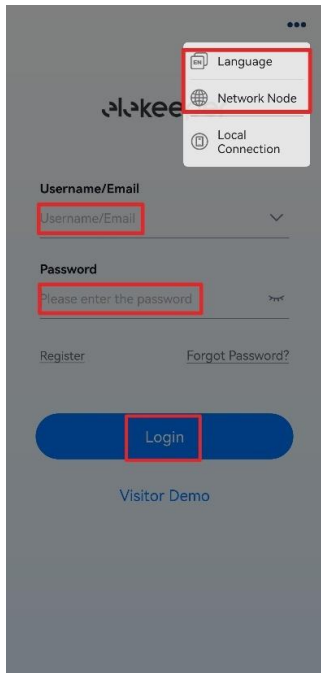 Language
Network Node
Local
Connection
Username/Email
Username/Email
Password
Please enter the password
Register
Forgot Password?
Login
Visitor Demo